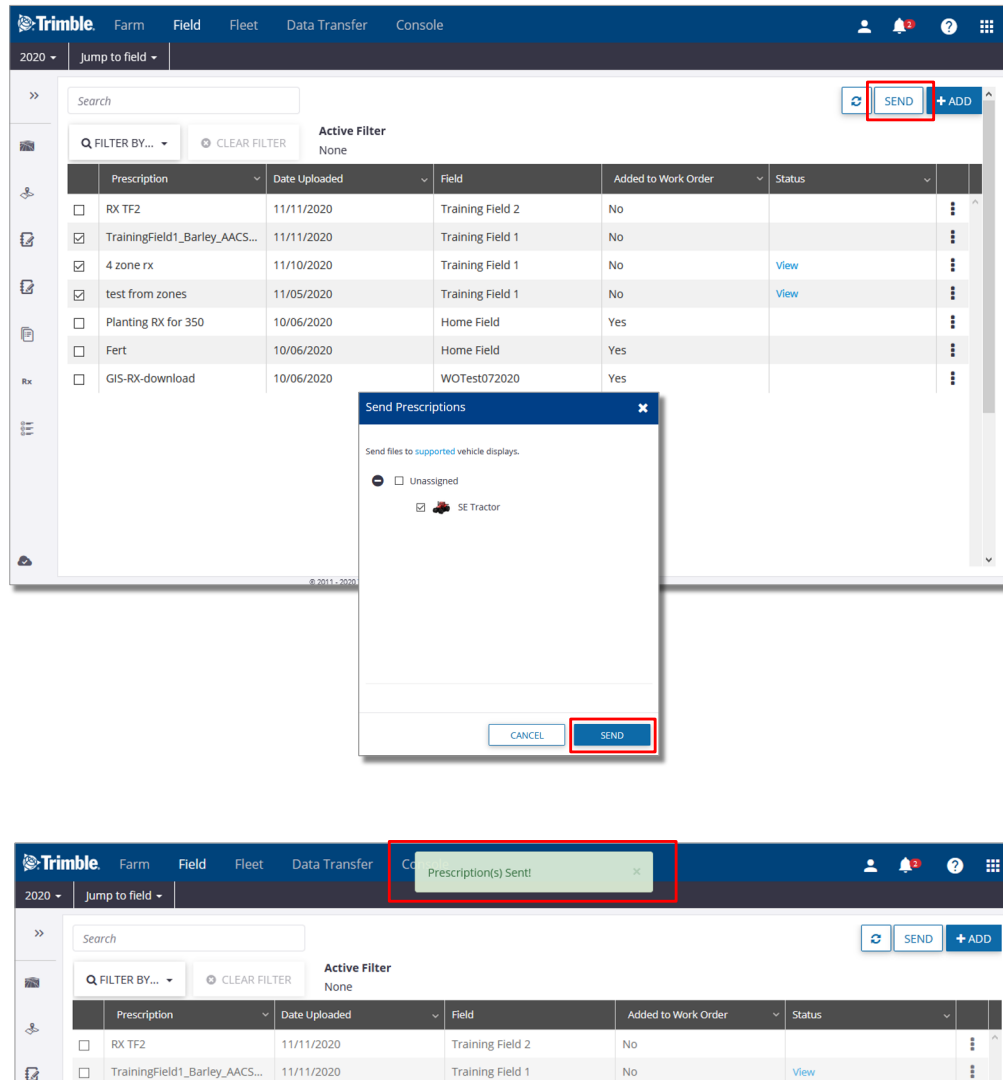 Trimble. Farm Field Fleet Data Transfer Console 2
2020 Jump to field
Search SEND + ADD
FILTER BY... CLEAR FILTER Active Filter
None
Prescription Date Uploaded Field Added to Work Order Status
RX TF2 11/11/2020 Training Field 2 No
TrainingField1_Barley_AACS... 11/11/2020 Training Field 1 No
4 zone rx 11/10/2020 Training Field 1 No View
test from zones 11/05/2020 Training Field 1 No View
Planting RX for 350 10/06/2020 Home Field Yes
Fert 10/06/2020 Home Field Yes
Rx GIS-RX-download 10/06/2020 WOTest072020 Yes
Send Prescriptions
Send files to supported vehicle displays.
Unassigned
SE Tractor
© 2011 - 2020
CANCEL SEND
Trimble. Farm Field Fleet Data Transfer 2
Prescription(s) Sent!
2020 Jump to field
Search SEND + ADD
FILTER BY... CLEAR FILTER Active Filter
None
Prescription Date Uploaded Field Added to Work Order Status
RX TF2 11/11/2020 Training Field 2 No
TrainingField1_Barley_AACS... 11/11/2020 Training Field 1 No View